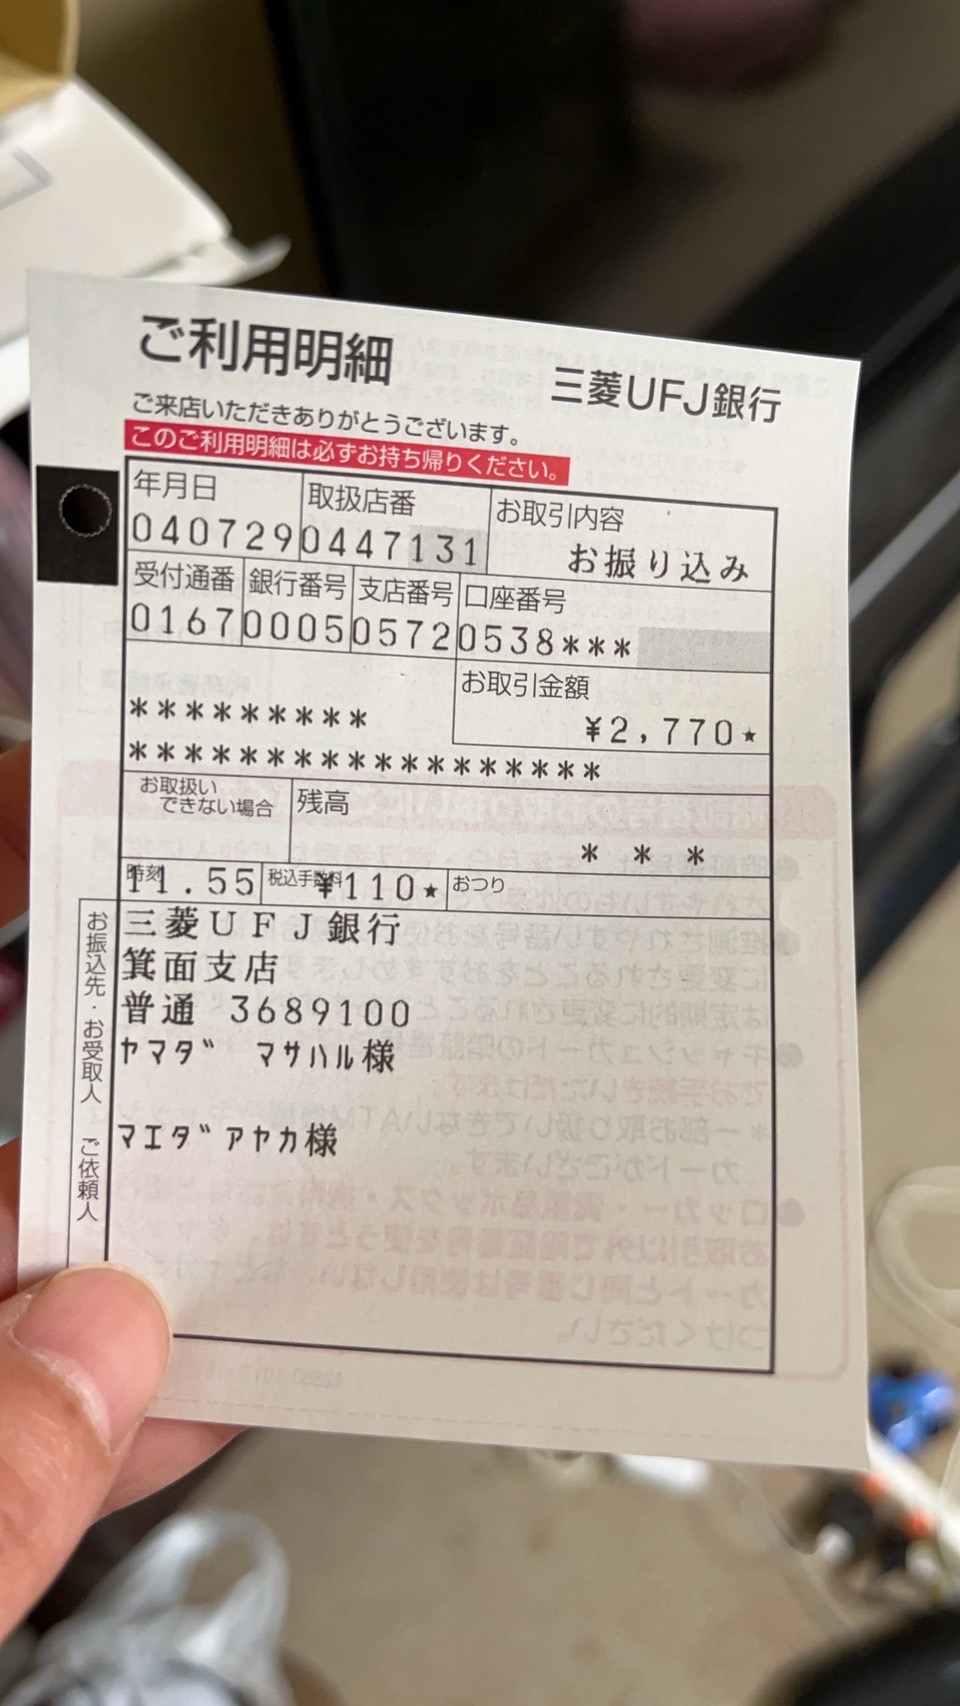 ご利用明細
三菱UFJ銀行
ご来店いただきありがとうございます。
このご利用明細は必ずお持ち帰りください。
年月日 取扱店番 お取引内容
040729 0447131 お振り込み
受付通番 銀行番号 支店番号 口座番号
0167 0005 0572 0538***
お取引金額
*********
¥2,770★
******************
お取扱い
できない場合
残高
* * *
時刻 税込手数料 おつり
11.55 ¥110★
お振込先・お受取人 ご依頼人
三菱UFJ銀行
箕面支店
普通 3689100
ヤマダ マサハル様
マエダアヤカ様